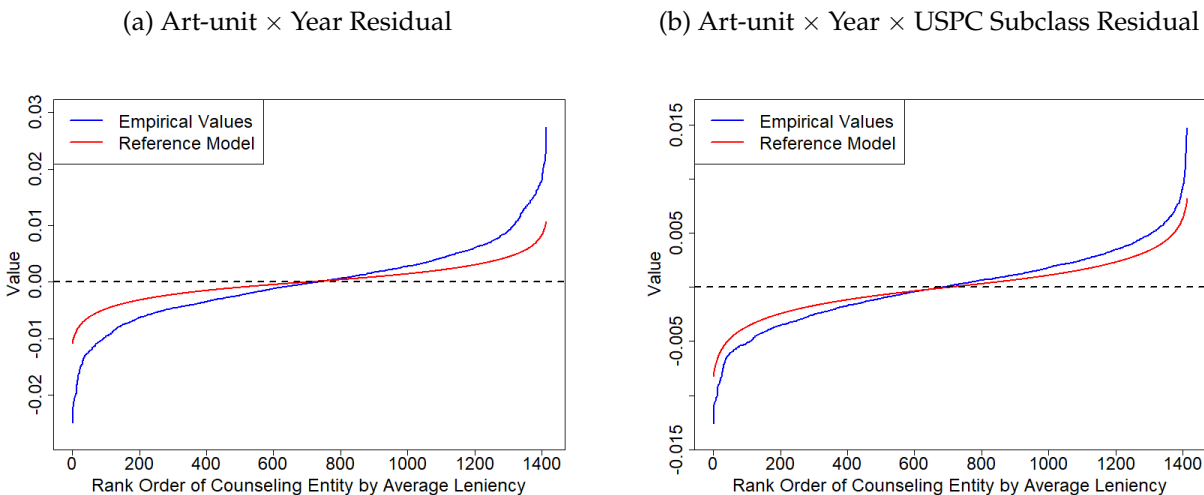 (a) Art-unit × Year Residual
Empirical Values
Reference Model
Value
0.03
0.02
0.01
0.00
-0.01
-0.02
0 200 400 600 800 1000 1200 1400
Rank Order of Counseling Entity by Average Leniency
(b) Art-unit × Year × USPC Subclass Residual
Empirical Values
Reference Model
Value
0.015
0.005
-0.005
-0.015
0 200 400 600 800 1000 1200 1400
Rank Order of Counseling Entity by Average Leniency